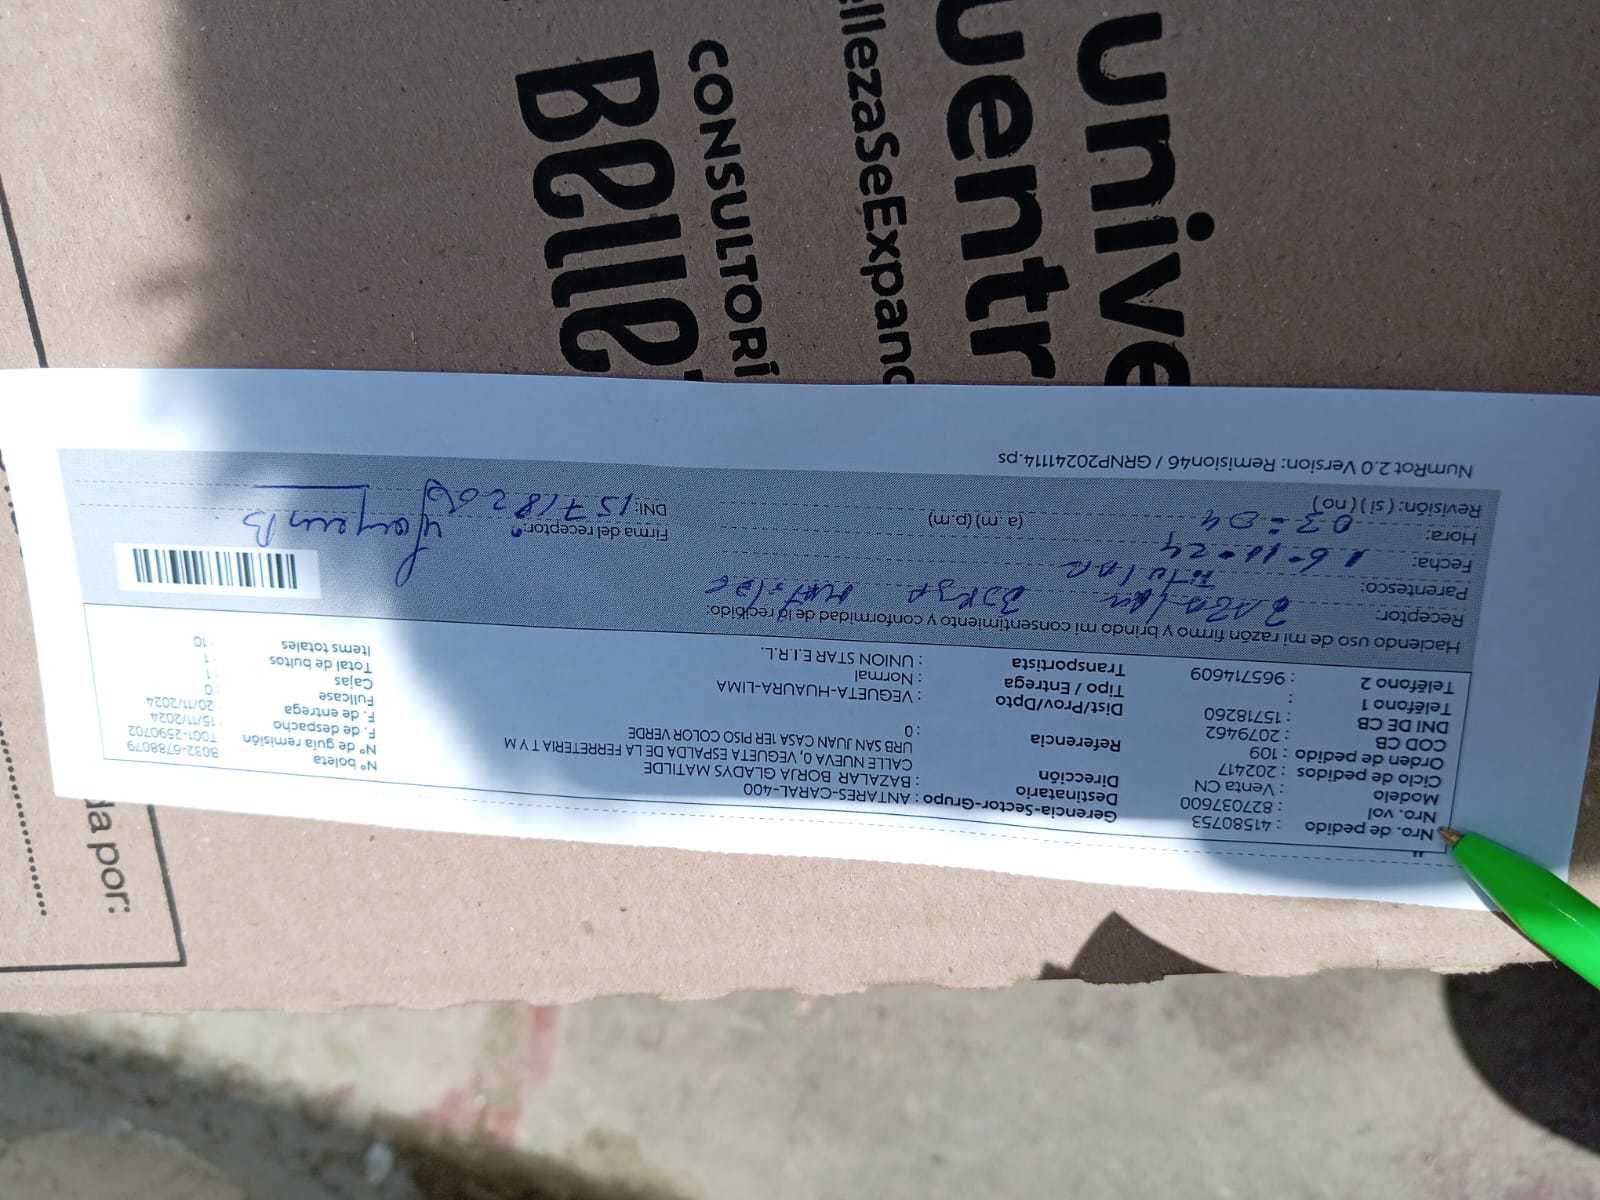 Nro. de pedido : 41580753
Nro. vol : 827037600
Modelo : Venta CN
Ciclo de pedidos : 202417
Orden de pedido : 109
COD CB : 2079462
DNI DE CB : 15718260
Teléfono 1 :
Teléfono 2 : 965714609
Gerencia-Sector-Grupo : ANTARES-CARAL-400
Destinatario : BAZALAR BORJA GLADYS MATILDE
Dirección : CALLE NUEVA 0, VEGUETA ESPALDA DE LA FERRETERIA T Y M
URB SAN JUAN CASA 1ER PISO COLOR VERDE
Referencia : 0
Dist/Prov/Dpto : VEGUETA-HUAURA-LIMA
Tipo / Entrega : Normal
Transportista : UNION STAR E.I.R.L.
N° boleta B032-6788079
N° de guía remisión T001-2590702
F. de despacho : 15/11/2024
F. de entrega : 20/11/2024
Fullcase : 0
Cajas : 1
Total de bultos : 1
Items totales : 10
Haciendo uso de mi razón firmo y brindo mi consentimiento y conformidad de lo recibido:
Receptor: Bazalar Borja
Parentesco: Titular
Fecha: 16-11-24
Hora: 03:04 (a.m) (p.m)
Revisión: (si) (no)
Firma del receptor:
DNI: 15718260
NumRot 2.0 Version: Remision46 / GRNP20241114.ps
unive
uentr
ellezaSeExpand
CONSULTORI
da por: